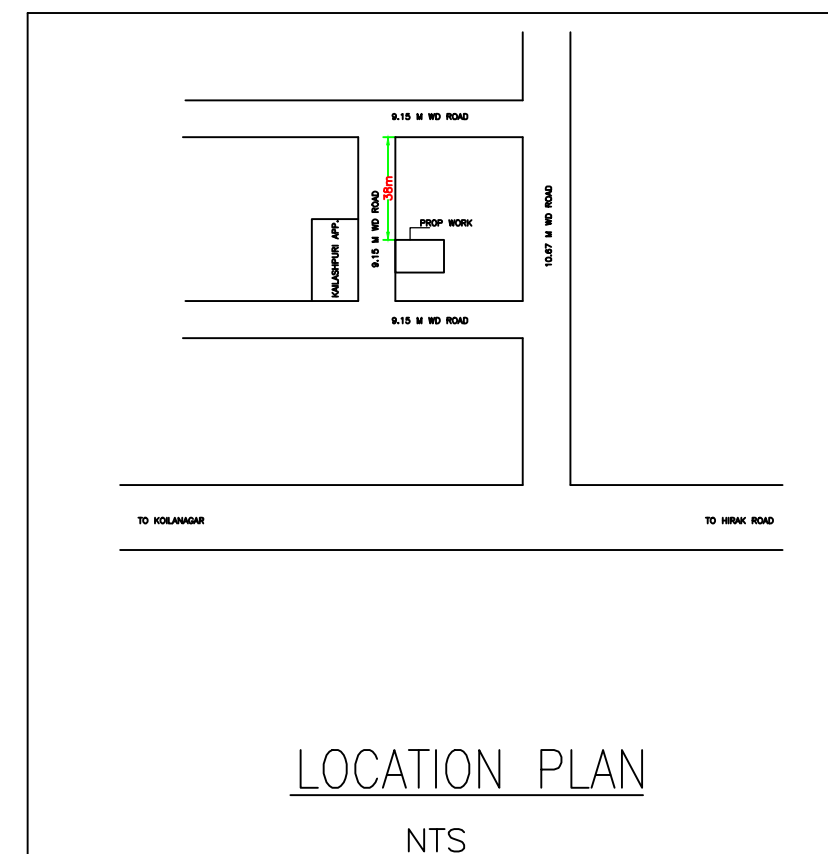 9.15 M WD ROAD
38m
9.15 M WD ROAD
PROP WORK
KAILASHPURI APP.
10.67 M WD ROAD
9.15 M WD ROAD
TO KOILANAGAR
TO HIRAK ROAD
LOCATION PLAN
NTS